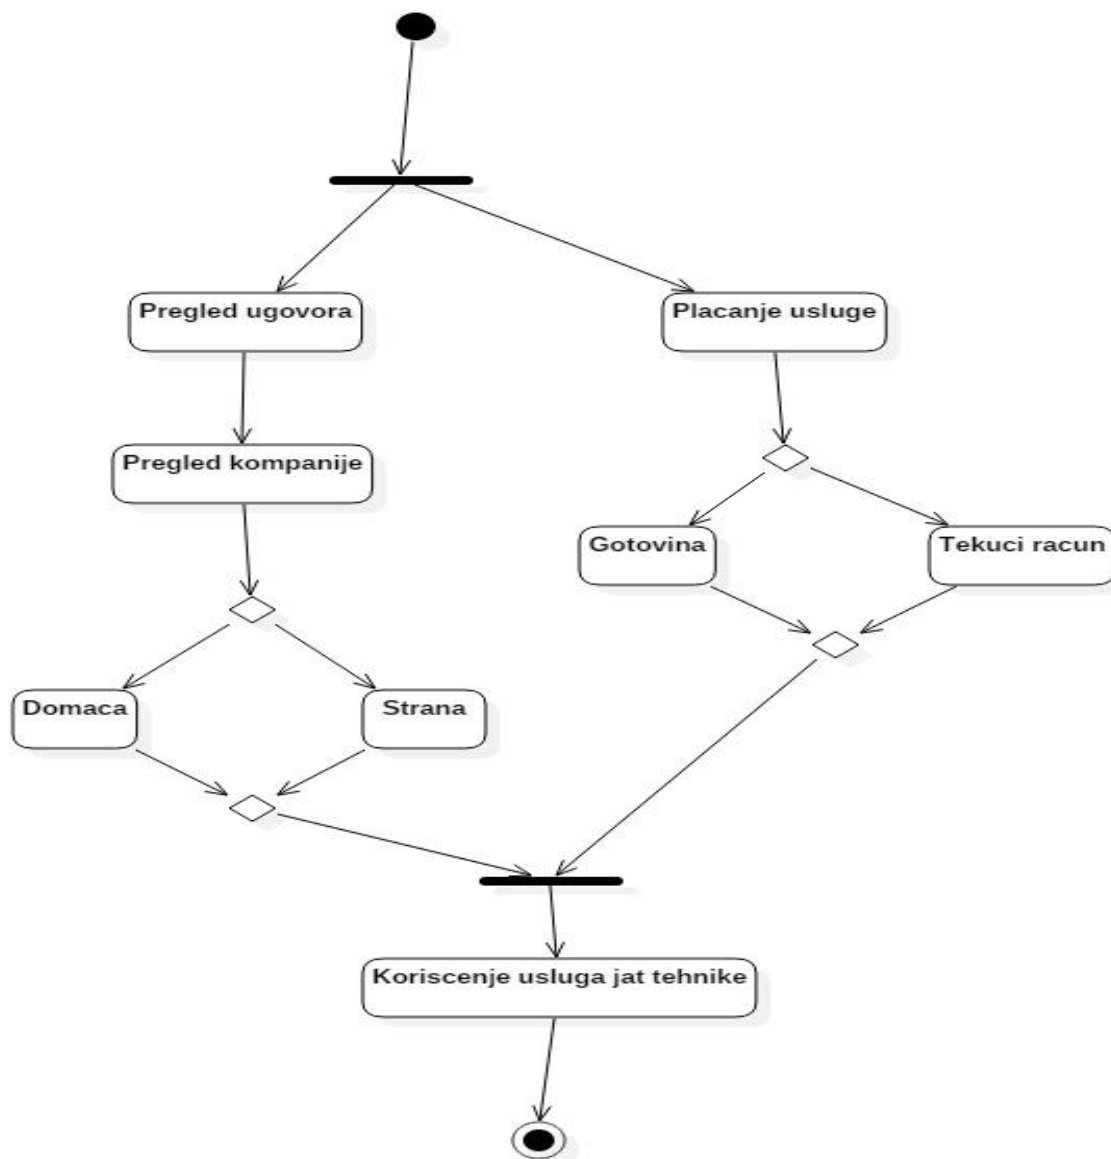 Pregled ugovora
Placanje usluge
Pregled kompanije
Gotovina
Tekuci racun
Domaca
Strana
Koriscenje usluga jat tehnike